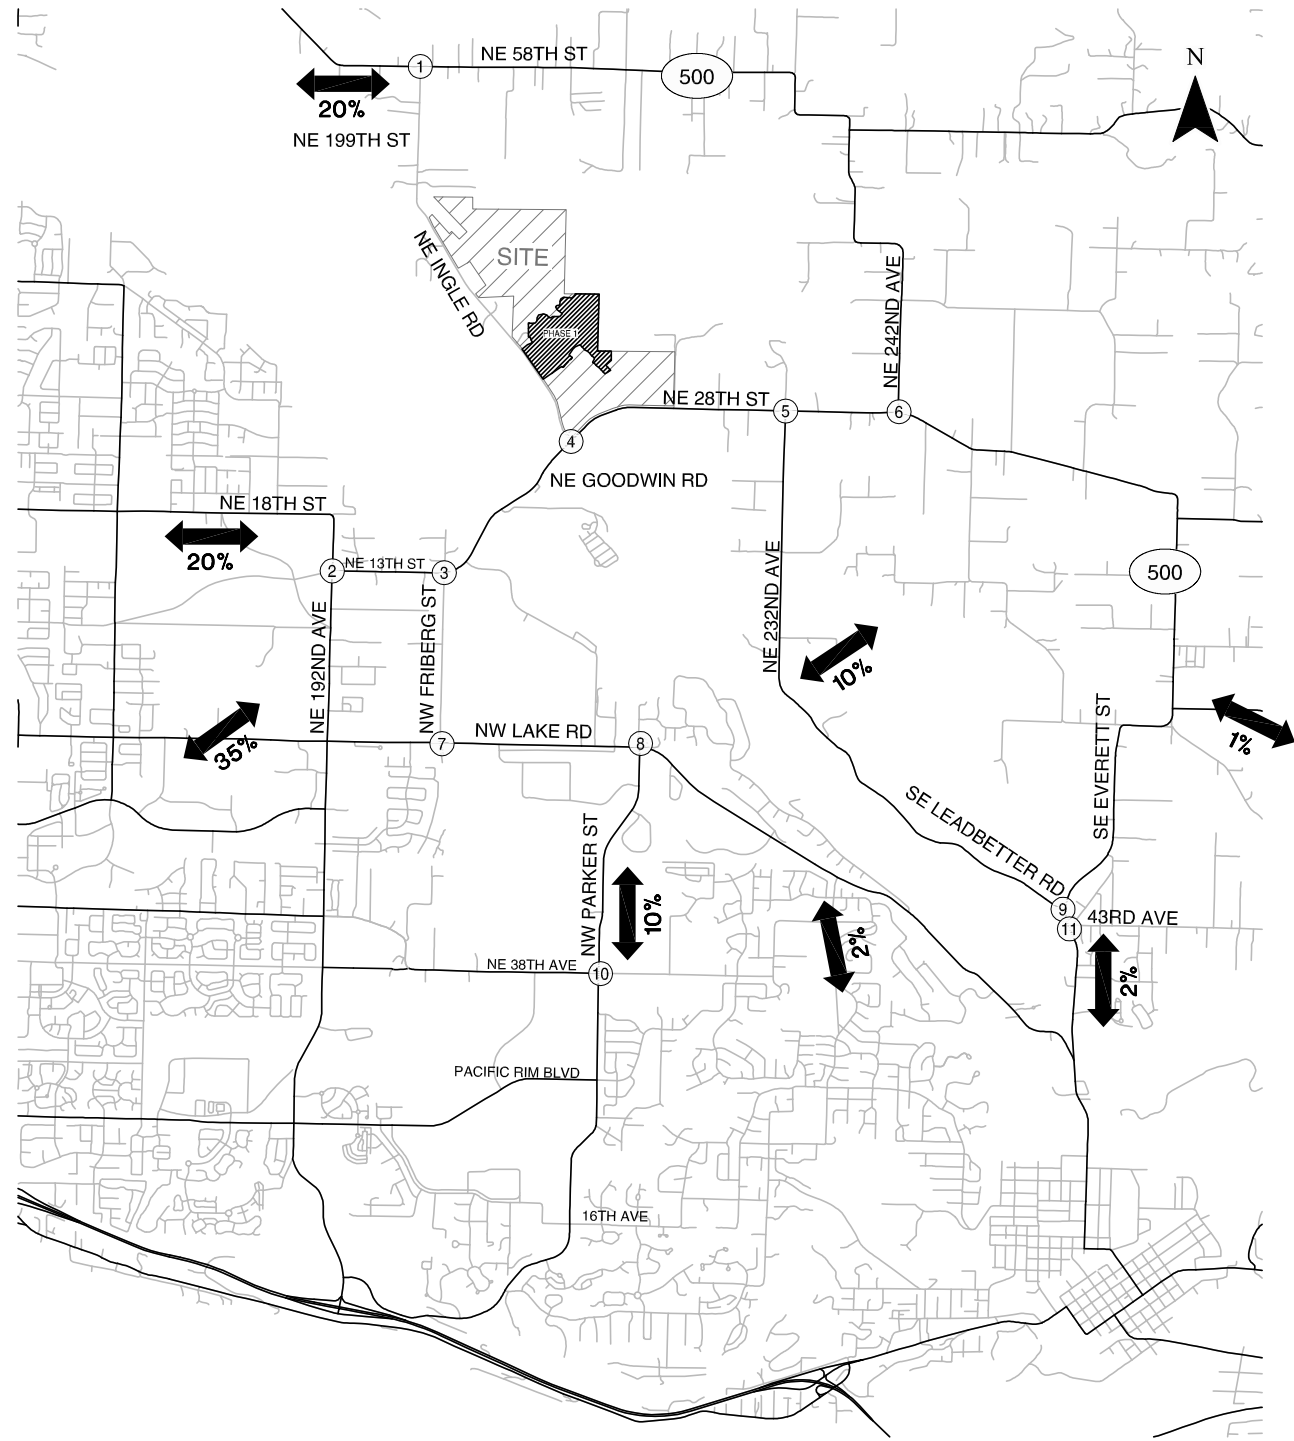 NE 58TH ST
1
500
N
20%
NE 199TH ST
SITE
NE INGLE RD
PHASE 1
NE 242ND AVE
NE 28TH ST
5
6
4
NE GOODWIN RD
NE 18TH ST
20%
2
NE 13TH ST
3
500
NE 192ND AVE
NW FRIBERG ST
NE 232ND AVE
10%
35%
7
NW LAKE RD
8
1%
SE EVERETT ST
SE LEADBETTER RD
NW PARKER ST
10%
2%
9
11
43RD AVE
2%
NE 38TH AVE
10
PACIFIC RIM BLVD
16TH AVE